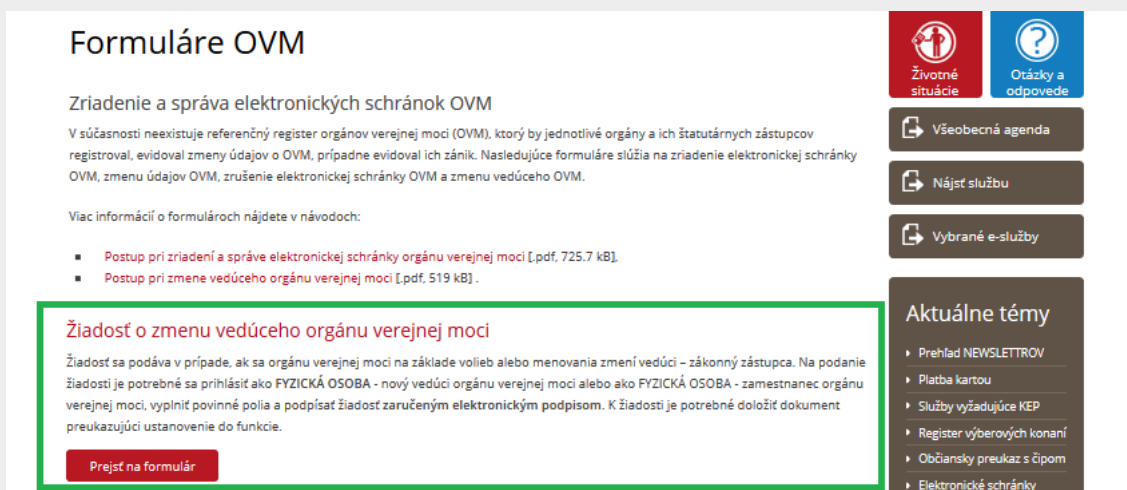 Formuláre OVM
Zriadenie a správa elektronických schránok OVM
V súčasnosti neexistuje referenčný register orgánov verejnej moci (OVM), ktorý by jednotlivé orgány a ich štatutárnych zástupcov
registroval, evidoval zmeny údajov o OVM, prípadne evidoval ich zánik. Nasledujúce formuláre slúžia na zriadenie elektronickej schránky
OVM, zmenu údajov OVM, zrušenie elektronickej schránky OVM a zmenu vedúceho OVM.
Viac informácií o formulároch nájdete v návodoch:
Postup pri zriadení a správe elektronickej schránky orgánu verejnej moci [.pdf, 725.7 kB],
Postup pri zmene vedúceho orgánu verejnej moci [.pdf, 519 kB] .
Žiadosť o zmenu vedúceho orgánu verejnej moci
Žiadosť sa podáva v prípade, ak sa orgánu verejnej moci na základe volieb alebo menovania zmení vedúci – zákonný zástupca. Na podanie
žiadosti je potrebné sa prihlásiť ako FYZICKÁ OSOBA - nový vedúci orgánu verejnej moci alebo ako FYZICKÁ OSOBA - zamestnanec orgánu
verejnej moci, vyplniť povinné polia a podpísať žiadosť zaručeným elektronickým podpisom. K žiadosti je potrebné doložiť dokument
preukazujúci ustanovenie do funkcie.
Prejsť na formulár
Životné
situácie
Otázky a
odpovede
Všeobecná agenda
Nájsť službu
Vybrané e-služby
Aktuálne témy
Prehľad NEWSLETTROV
Platba kartou
Služby vyžadujúce KEP
Register výberových konaní
Občiansky preukaz s čipom
Elektronické schránky